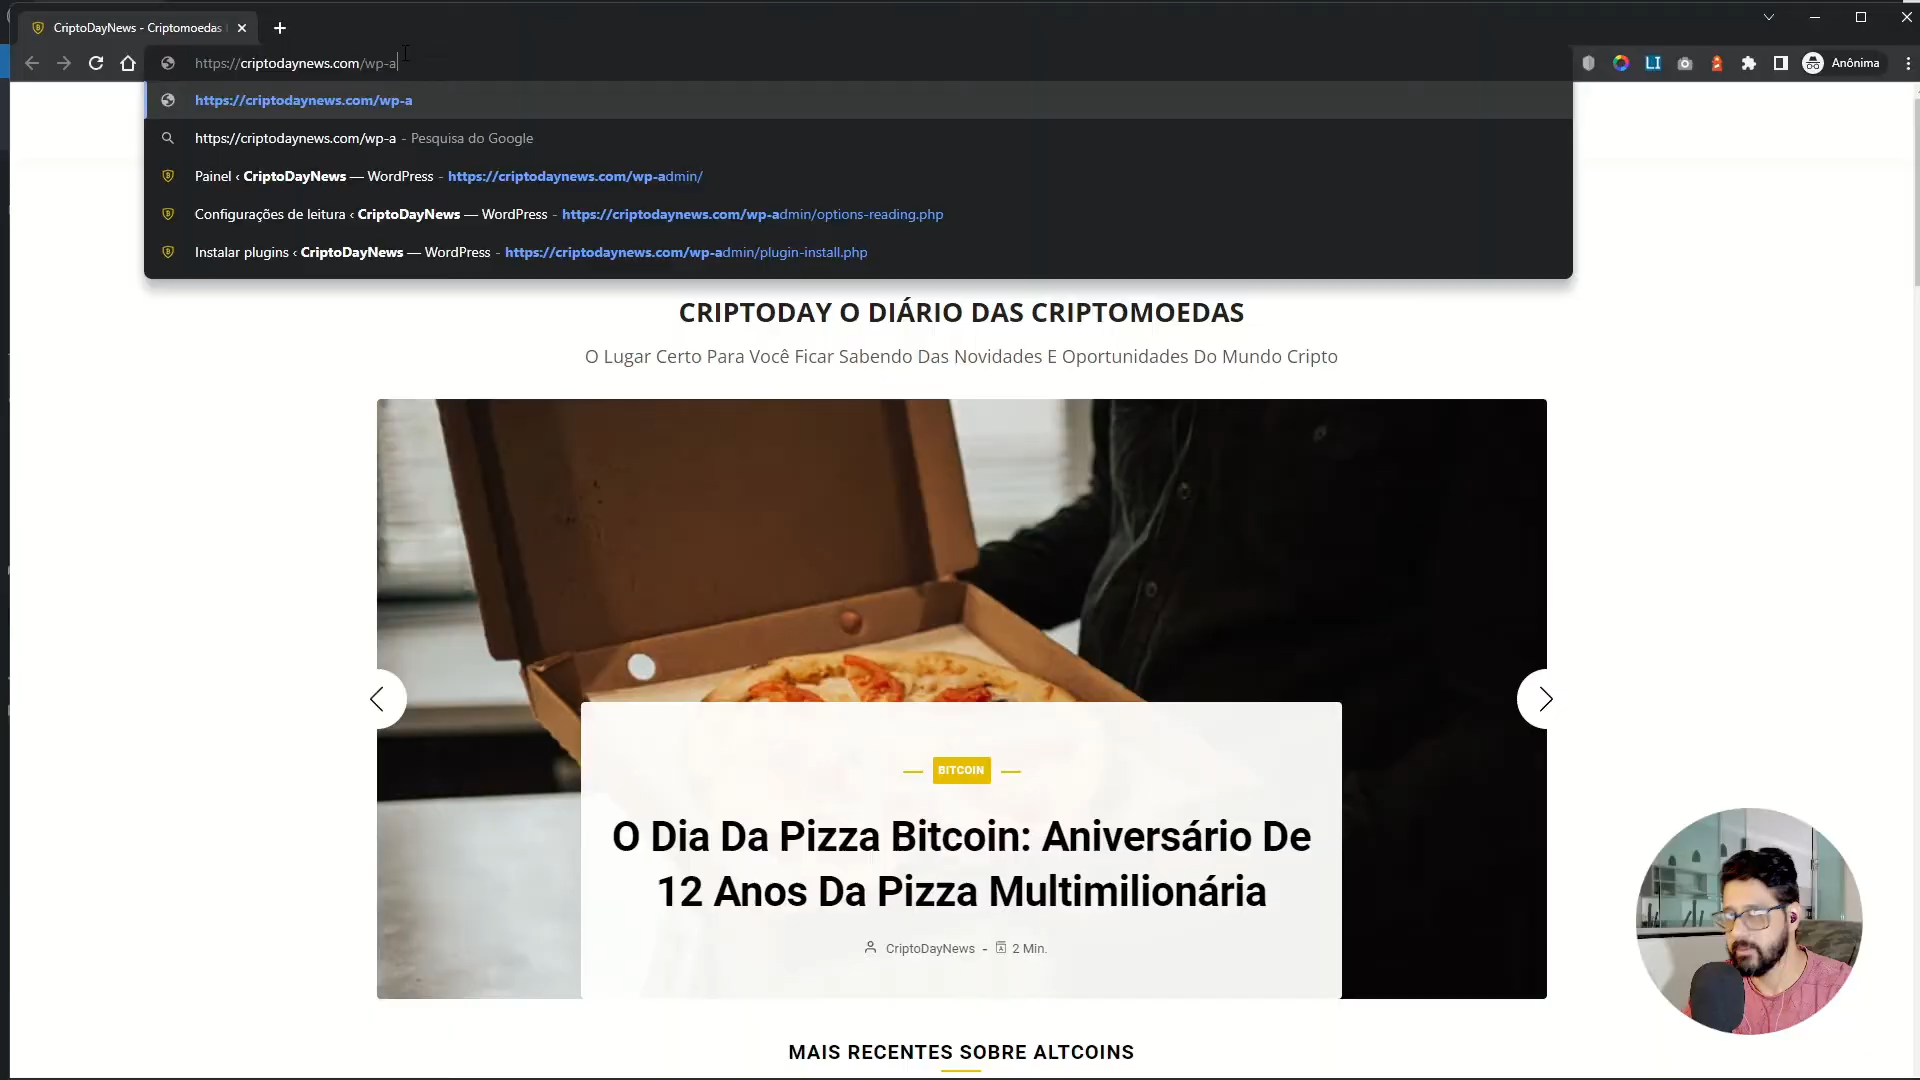 CriptoDayNews - Criptomoedas
Anônima
https://criptodaynews.com/wp-a
https://criptodaynews.com/wp-a
https://criptodaynews.com/wp-a - Pesquisa do Google
Painel ‹ CriptoDayNews — WordPress - https://criptodaynews.com/wp-admin/
Configurações de leitura ‹ CriptoDayNews — WordPress - https://criptodaynews.com/wp-admin/options-reading.php
Instalar plugins ‹ CriptoDayNews — WordPress - https://criptodaynews.com/wp-admin/plugin-install.php
CRIPTODAY O DIÁRIO DAS CRIPTOMOEDAS
O Lugar Certo Para Você Ficar Sabendo Das Novidades E Oportunidades Do Mundo Cripto
BITCOIN
O Dia Da Pizza Bitcoin: Aniversário De
12 Anos Da Pizza Multimilionária
CriptoDayNews - 2 Min.
MAIS RECENTES SOBRE ALTCOINS